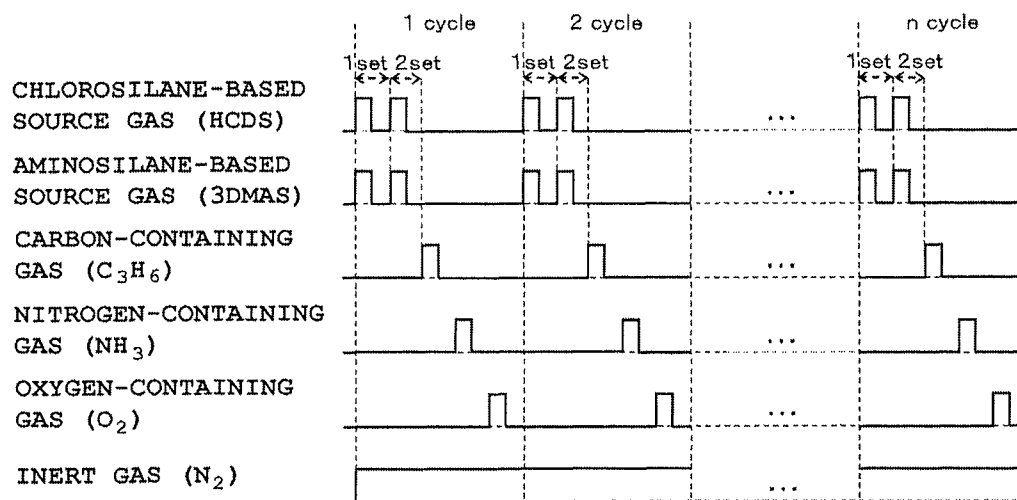 1 cycle 2 cycle n cycle
1set 2set 1set 2set 1set 2set
CHLOROSILANE-BASED
SOURCE GAS (HCDS)
...
AMINOSILANE-BASED
SOURCE GAS (3DMAS)
...
CARBON-CONTAINING
GAS (C₃H₆)
...
NITROGEN-CONTAINING
GAS (NH₃)
...
OXYGEN-CONTAINING
GAS (O₂)
...
INERT GAS (N₂)
...